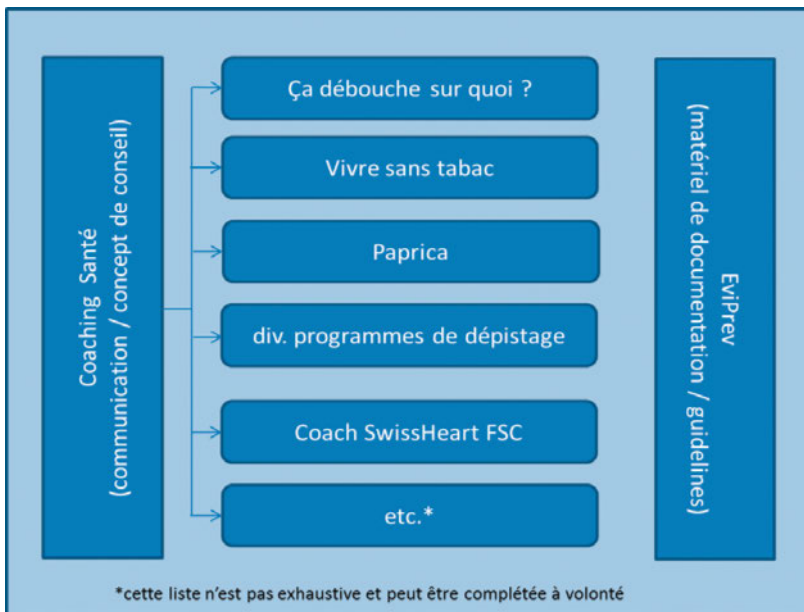 Coaching Santé
(communication / concept de conseil)
Ça débouche sur quoi ?
Vivre sans tabac
Paprica
div. programmes de dépistage
Coach SwissHeart FSC
etc.*
EviPrev
(matériel de documentation / guidelines)
*cette liste n'est pas exhaustive et peut être complétée à volonté